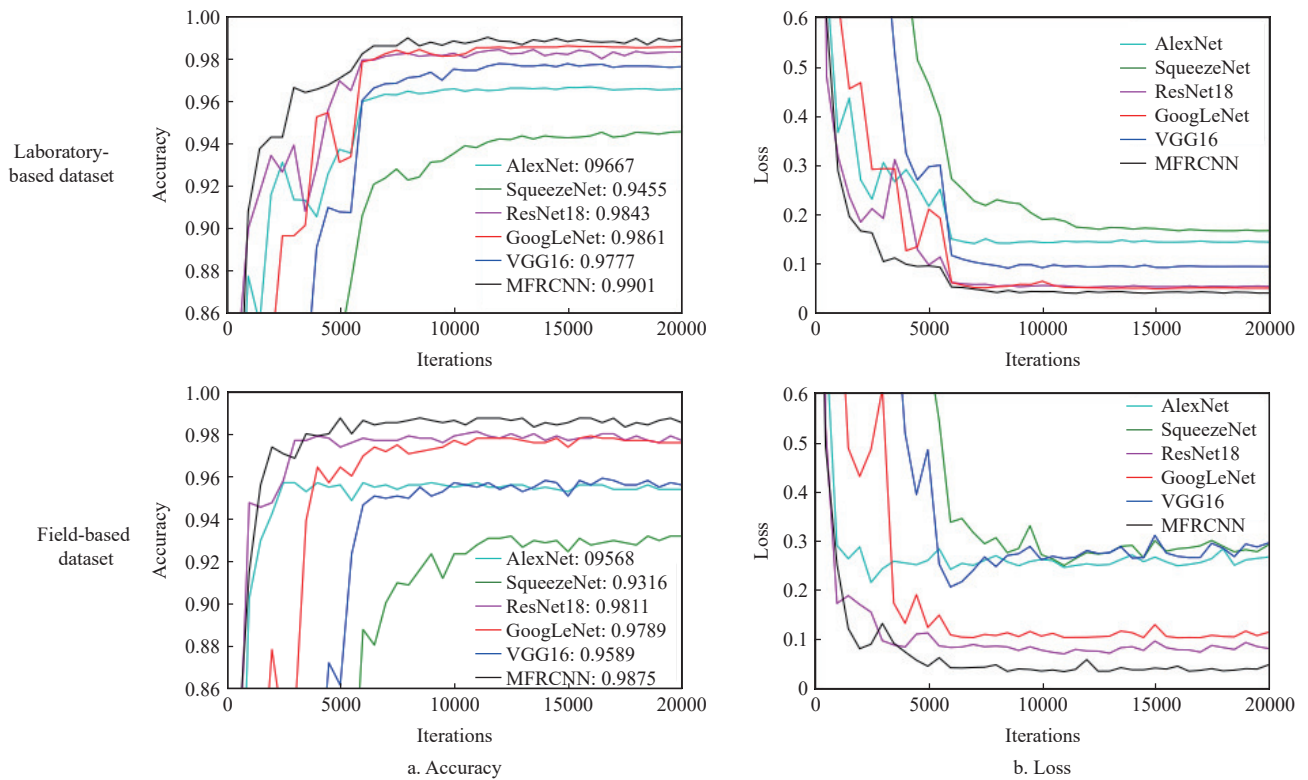 Laboratory-
based dataset
Accuracy
1.00
0.98
0.96
0.94
0.92
0.90
0.88
0.86
AlexNet: 09667
SqueezeNet: 0.9455
ResNet18: 0.9843
GoogLeNet: 0.9861
VGG16: 0.9777
MFRCNN: 0.9901
0 5000 10000 15000 20000
Iterations
Loss
0.6
0.5
0.4
0.3
0.2
0.1
0
AlexNet
SqueezeNet
ResNet18
GoogLeNet
VGG16
MFRCNN
0 5000 10000 15000 20000
Iterations
Field-based
dataset
Accuracy
1.00
0.98
0.96
0.94
0.92
0.90
0.88
0.86
AlexNet: 09568
SqueezeNet: 0.9316
ResNet18: 0.9811
GoogLeNet: 0.9789
VGG16: 0.9589
MFRCNN: 0.9875
0 5000 10000 15000 20000
Iterations
a. Accuracy
Loss
0.6
0.5
0.4
0.3
0.2
0.1
0
AlexNet
SqueezeNet
ResNet18
GoogLeNet
VGG16
MFRCNN
0 5000 10000 15000 20000
Iterations
b. Loss